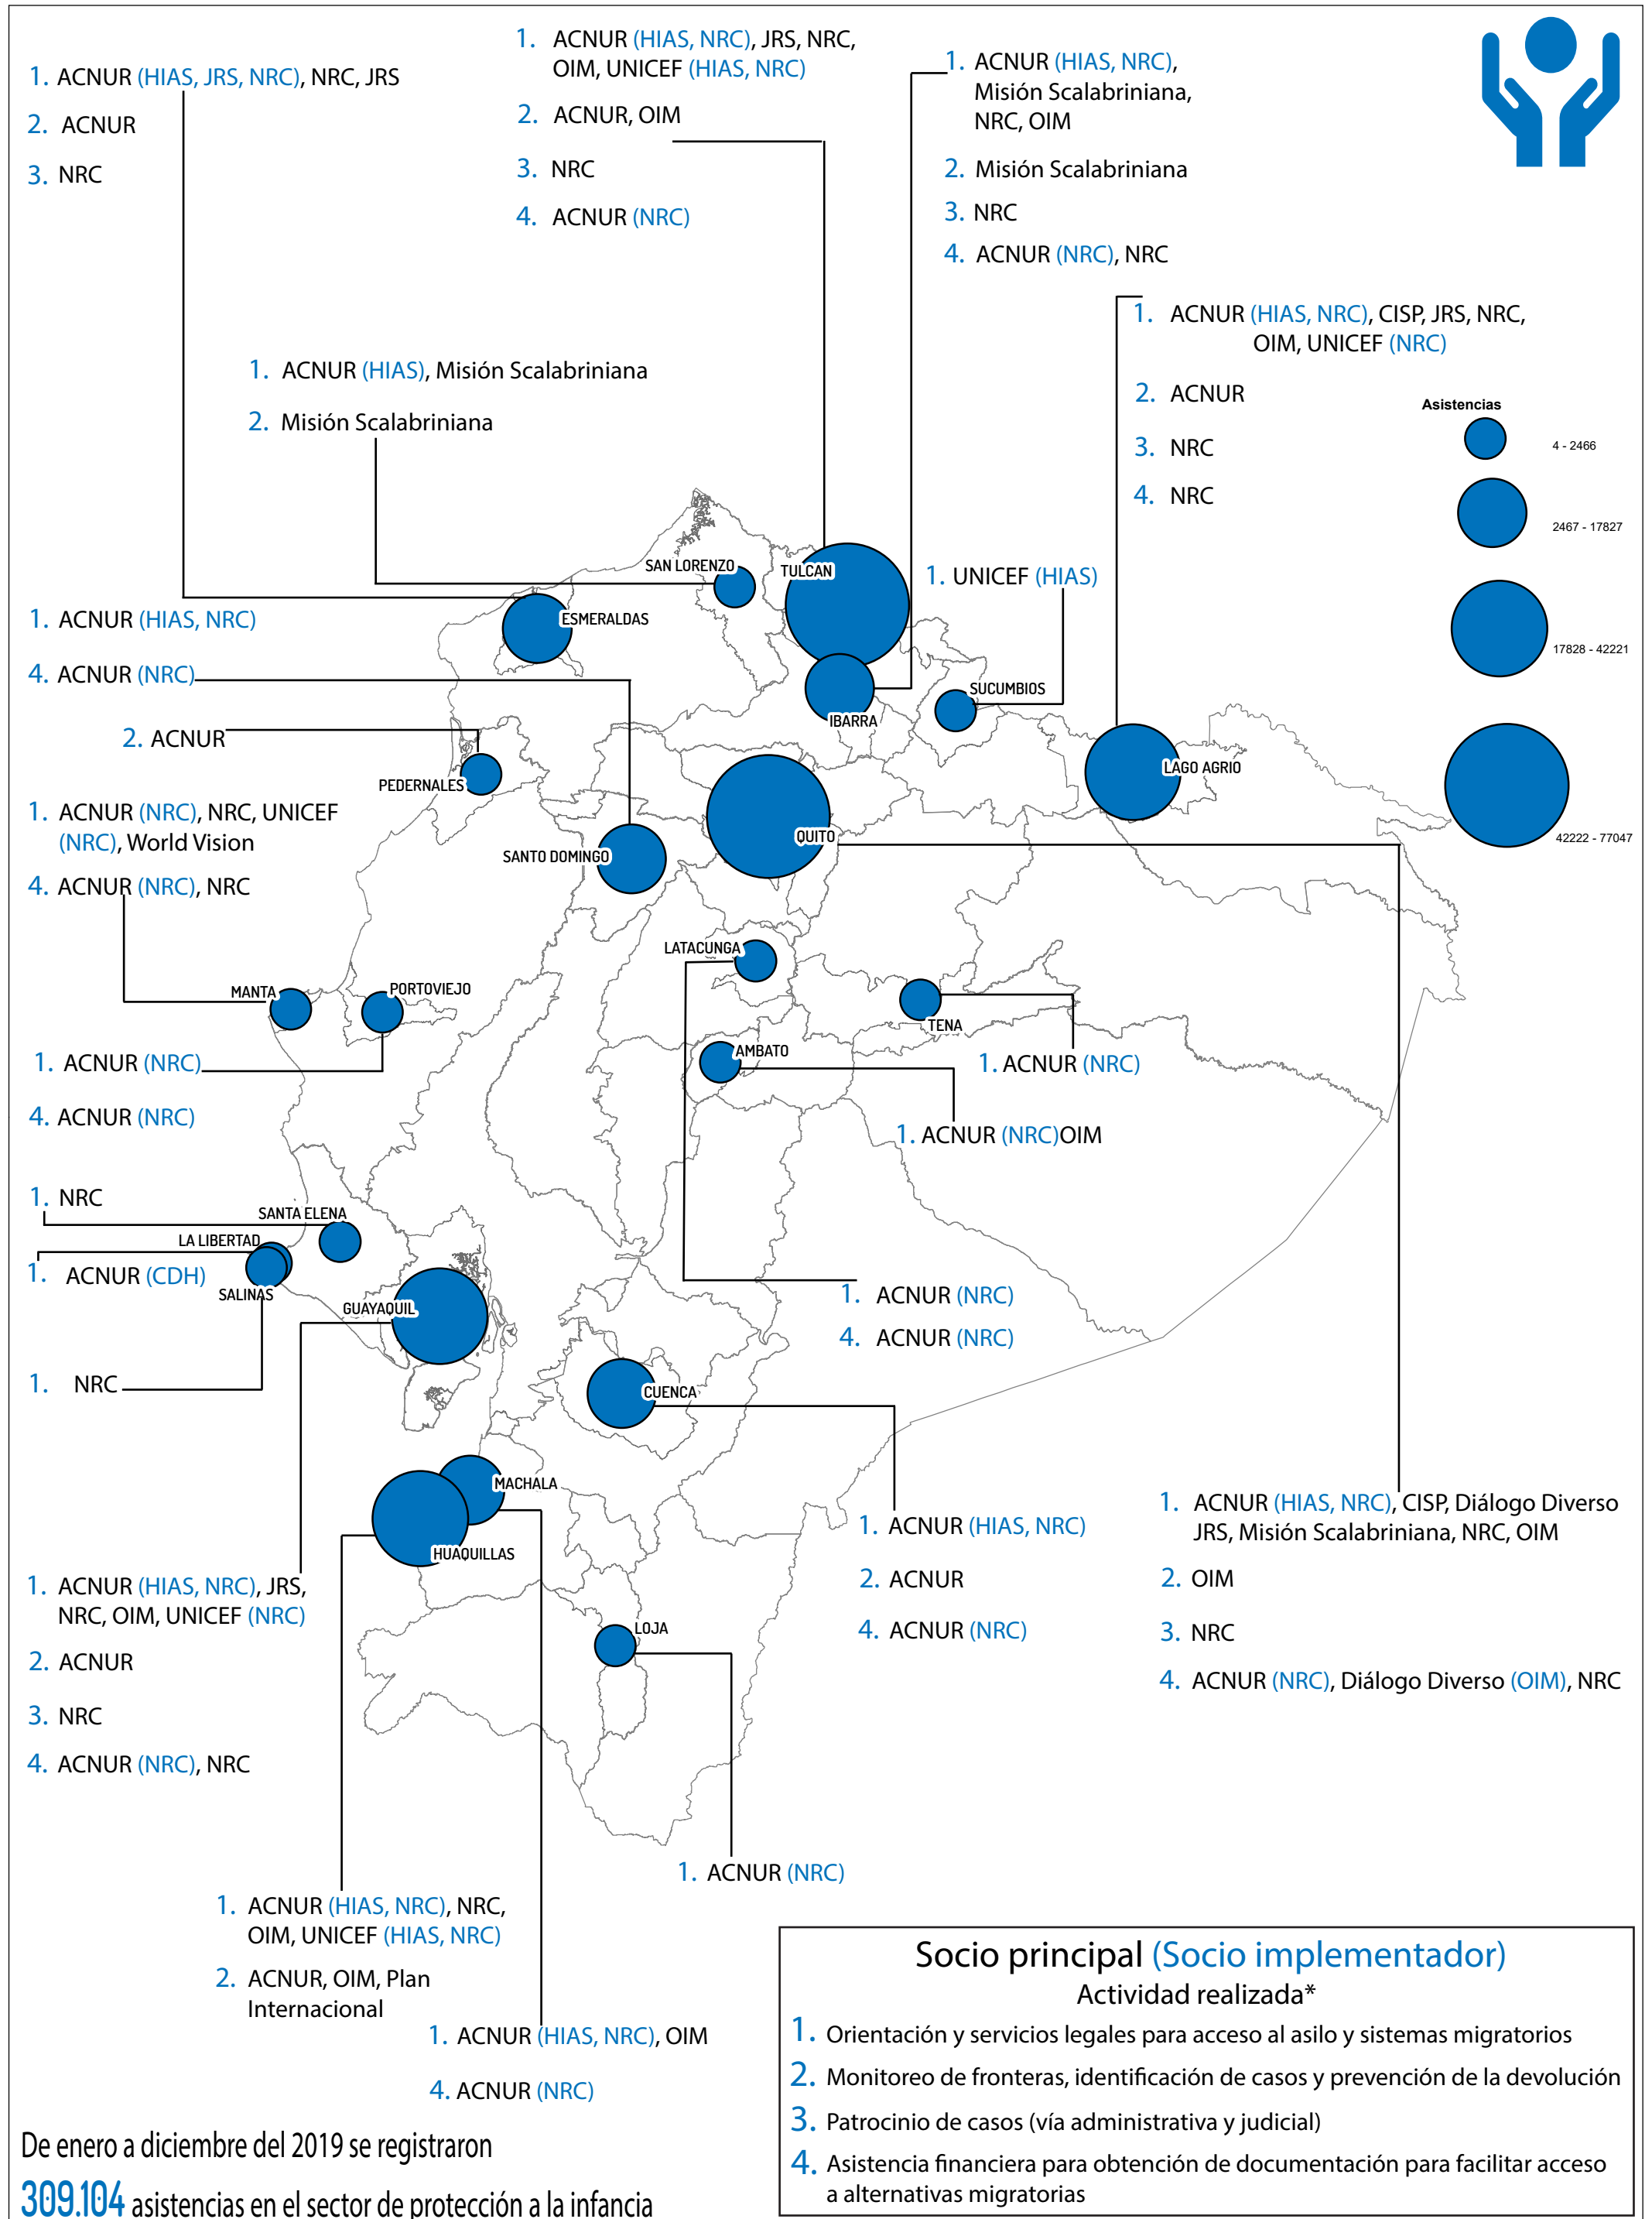 1. ACNUR (HIAS, JRS, NRC), NRC, JRS
2. ACNUR
3. NRC
1. ACNUR (HIAS, NRC), JRS, NRC,
OIM, UNICEF (HIAS, NRC)
2. ACNUR, OIM
3. NRC
4. ACNUR (NRC)
1. ACNUR (HIAS, NRC),
Misión Scalabriniana,
NRC, OIM
2. Misión Scalabriniana
3. NRC
4. ACNUR (NRC), NRC
1. ACNUR (HIAS, NRC), CISP, JRS, NRC,
OIM, UNICEF (NRC)
2. ACNUR
3. NRC
4. NRC
Asistencias
4 - 2466
2467 - 17827
17828 - 42221
42222 - 77047
1. ACNUR (HIAS), Misión Scalabriniana
2. Misión Scalabriniana
SAN LORENZO
TULCAN
1. UNICEF (HIAS)
ESMERALDAS
1. ACNUR (HIAS, NRC)
4. ACNUR (NRC)
SUCUMBIOS
IBARRA
2. ACNUR
PEDERNALES
LAGO AGRIO
1. ACNUR (NRC), NRC, UNICEF
(NRC), World Vision
4. ACNUR (NRC), NRC
QUITO
SANTO DOMINGO
LATACUNGA
MANTA
PORTOVIEJO
TENA
AMBATO
1. ACNUR (NRC)
4. ACNUR (NRC)
1. ACNUR (NRC)
1. ACNUR (NRC)OIM
1. NRC
SANTA ELENA
LA LIBERTAD
1. ACNUR (CDH)
SALINAS
GUAYAQUIL
1. NRC
1. ACNUR (NRC)
4. ACNUR (NRC)
CUENCA
MACHALA
HUAQUILLAS
1. ACNUR (HIAS, NRC)
2. ACNUR
4. ACNUR (NRC)
1. ACNUR (HIAS, NRC), CISP, Diálogo Diverso
JRS, Misión Scalabriniana, NRC, OIM
2. OIM
3. NRC
4. ACNUR (NRC), Diálogo Diverso (OIM), NRC
1. ACNUR (HIAS, NRC), JRS,
NRC, OIM, UNICEF (NRC)
2. ACNUR
3. NRC
4. ACNUR (NRC), NRC
LOJA
1. ACNUR (NRC)
1. ACNUR (HIAS, NRC), NRC,
OIM, UNICEF (HIAS, NRC)
2. ACNUR, OIM, Plan
Internacional
1. ACNUR (HIAS, NRC), OIM
4. ACNUR (NRC)
Socio principal (Socio implementador)
Actividad realizada*
1. Orientación y servicios legales para acceso al asilo y sistemas migratorios
2. Monitoreo de fronteras, identificación de casos y prevención de la devolución
3. Patrocinio de casos (vía administrativa y judicial)
4. Asistencia financiera para obtención de documentación para facilitar acceso
a alternativas migratorias
De enero a diciembre del 2019 se registraron
309.104 asistencias en el sector de protección a la infancia